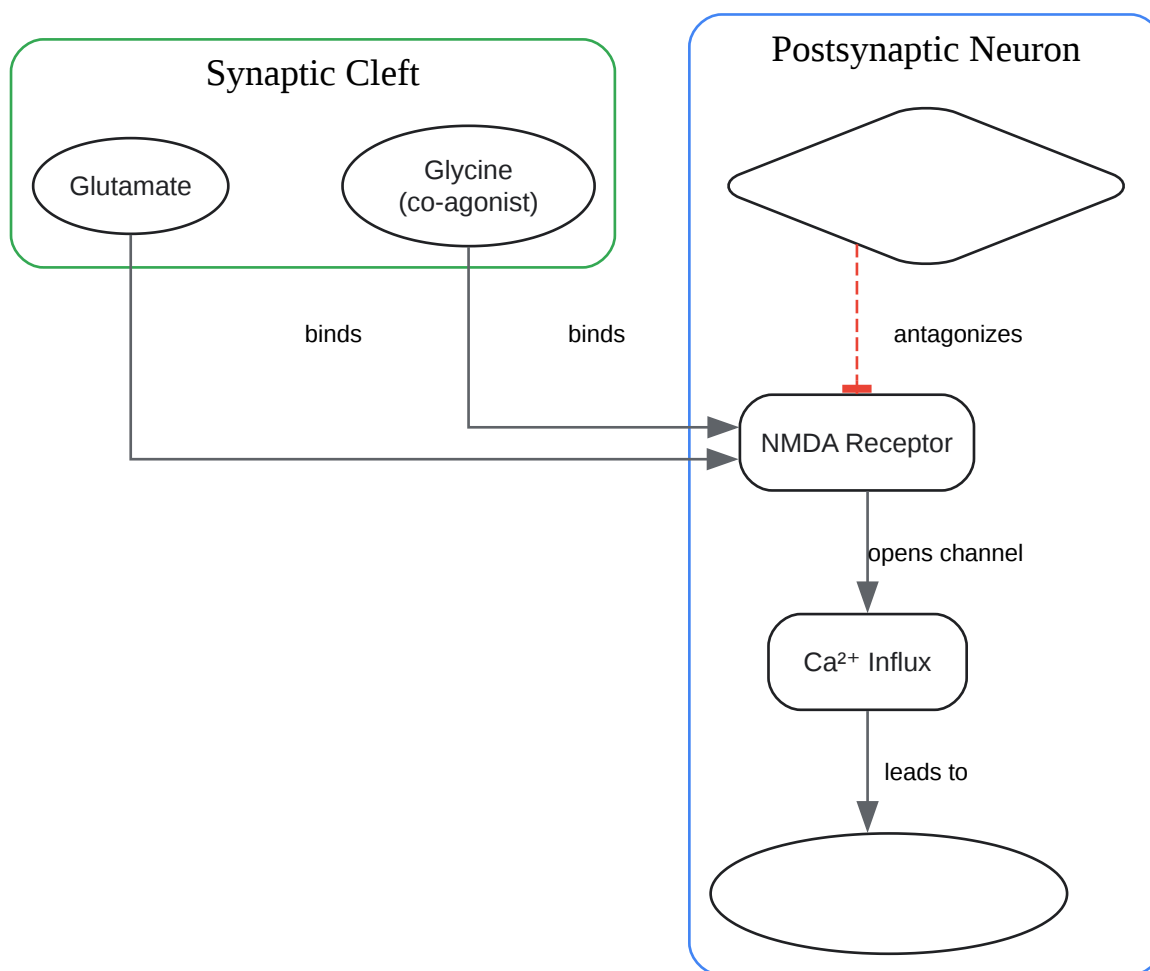 Synaptic Cleft
Postsynaptic Neuron
Glutamate
Glycine
(co-agonist)
binds
binds
antagonizes
NMDA Receptor
opens channel
Ca²⁺ Influx
leads to